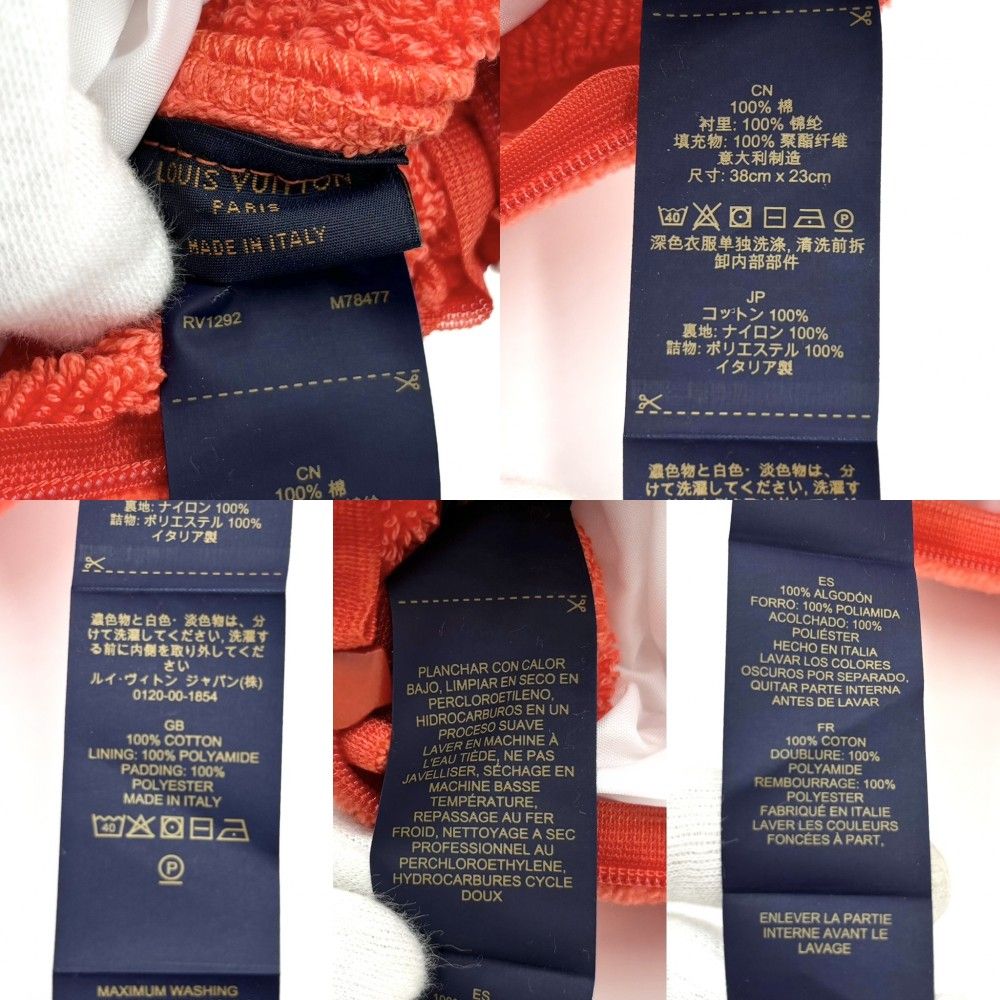 LOUIS VUITTON
PARIS
MADE IN ITALY
RV1292
M78477
CN
100% 棉
CN
100% 棉
衬里: 100% 锦纶
填充物: 100% 聚酯纤维
意大利制造
尺寸: 38cm x 23cm
40
P
深色衣服单独洗涤, 清洗前拆
卸内部部件
JP
コットン 100%
裏地: ナイロン 100%
詰物: ポリエステル 100%
イタリア製
濃色物と白色・淡色物は、分
けて洗濯してください, 洗濯す
裏地: ナイロン 100%
詰物: ポリエステル 100%
イタリア製
濃色物と白色・淡色物は、分
けて洗濯してください, 洗濯す
る前に内側を取り外してくだ
さい
ルイ・ヴィトン ジャパン(株)
0120-00-1854
GB
100% COTTON
LINING: 100% POLYAMIDE
PADDING: 100%
POLYESTER
MADE IN ITALY
40
P
MAXIMUM WASHING
PLANCHAR CON CALOR
BAJO, LIMPIAR EN SECO EN
PERCLOROETILENO,
HIDROCARBUROS EN UN
PROCESO SUAVE
LAVER EN MACHINE À
L'EAU TIÈDE, NE PAS
JAVELLISER, SÉCHAGE EN
MACHINE BASSE
TEMPÉRATURE,
REPASSAGE AU FER
FROID, NETTOYAGE A SEC
PROFESSIONNEL AU
PERCHLOROETHYLENE,
HYDROCARBURES CYCLE
DOUX
ES
ES
100% ALGODÓN
FORRO: 100% POLIAMIDA
ACOLCHADO: 100%
POLIÉSTER
HECHO EN ITALIA
LAVAR LOS COLORES
OSCUROS POR SEPARADO.
QUITAR PARTE INTERNA
ANTES DE LAVAR
FR
100% COTON
DOUBLURE: 100%
POLYAMIDE
REMBOURRAGE: 100%
POLYESTER
FABRIQUÉ EN ITALIE
LAVER LES COULEURS
FONCÉES À PART,
ENLEVER LA PARTIE
INTERNE AVANT LE
LAVAGE